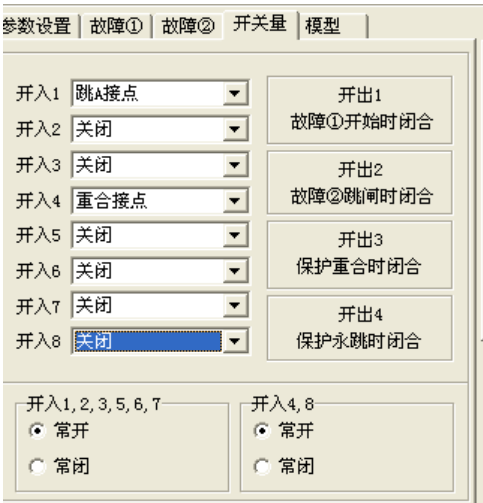 参数设置 故障① 故障② 开关量 模型
开入1 跳A接点
开入2 关闭
开入3 关闭
开入4 重合接点
开入5 关闭
开入6 关闭
开入7 关闭
开入8 关闭
开出1
故障①开始时闭合
开出2
故障②跳闸时闭合
开出3
保护重合时闭合
开出4
保护永跳时闭合
开入1,2,3,5,6,7
常开
常闭
开入4,8
常开
常闭